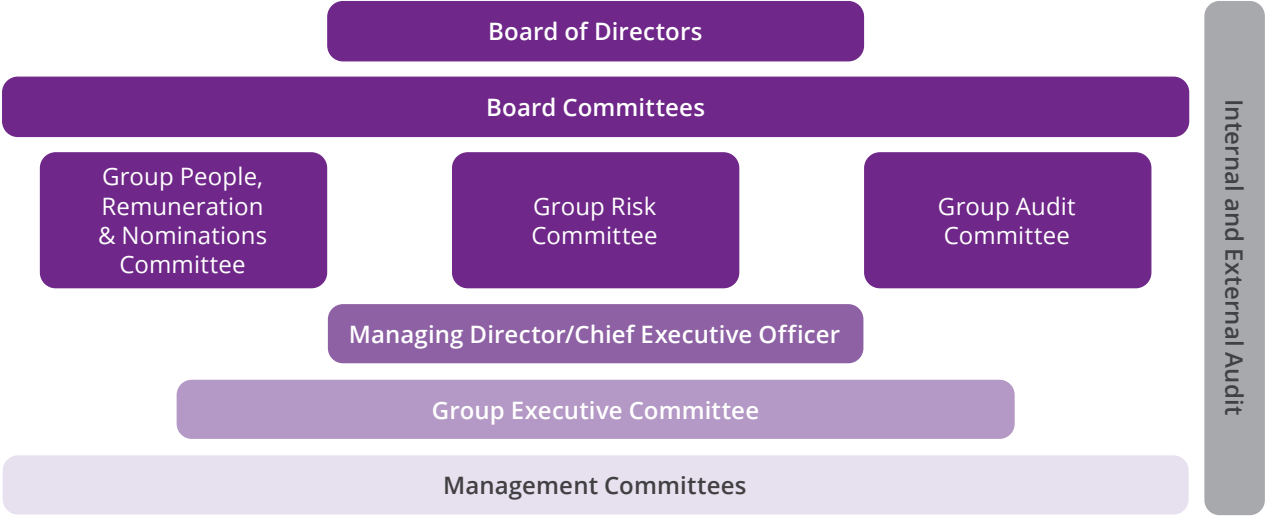 Board of Directors
Board Committees
Group People,
Remuneration
& Nominations
Committee
Group Risk
Committee
Group Audit
Committee
Managing Director/Chief Executive Officer
Group Executive Committee
Management Committees
Internal and External Audit